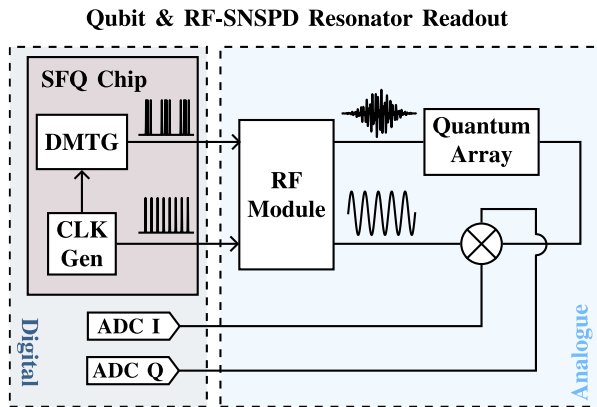 Qubit & RF-SNSPD Resonator Readout
SFQ Chip
DMTG
CLK
Gen
RF
Module
Quantum
Array
ADC I
ADC Q
Digital
Analogue